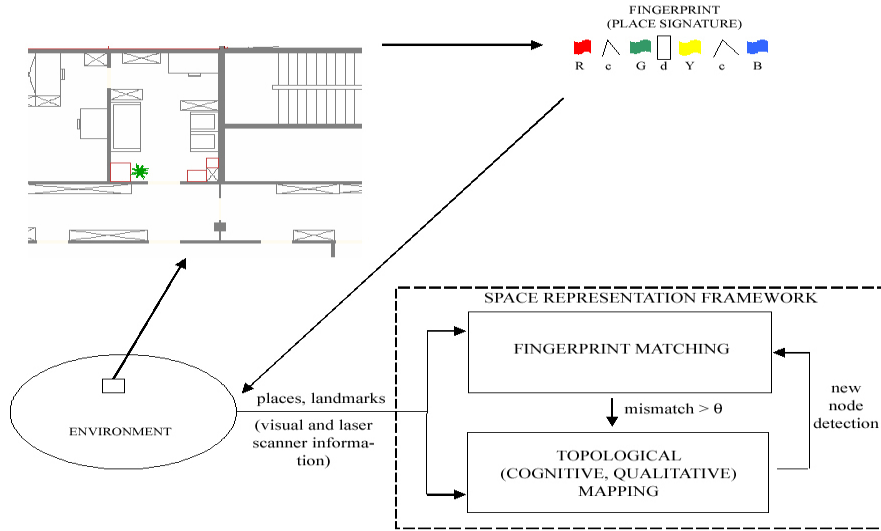 FINGERPRINT
(PLACE SIGNATURE)
R c G d Y c B
SPACE REPRESENTATION FRAMEWORK
FINGERPRINT MATCHING
places, landmarks
(visual and laser
scanner informa-
tion)
mismatch > θ
new
node
detection
ENVIRONMENT
TOPOLOGICAL
(COGNITIVE, QUALITATIVE)
MAPPING